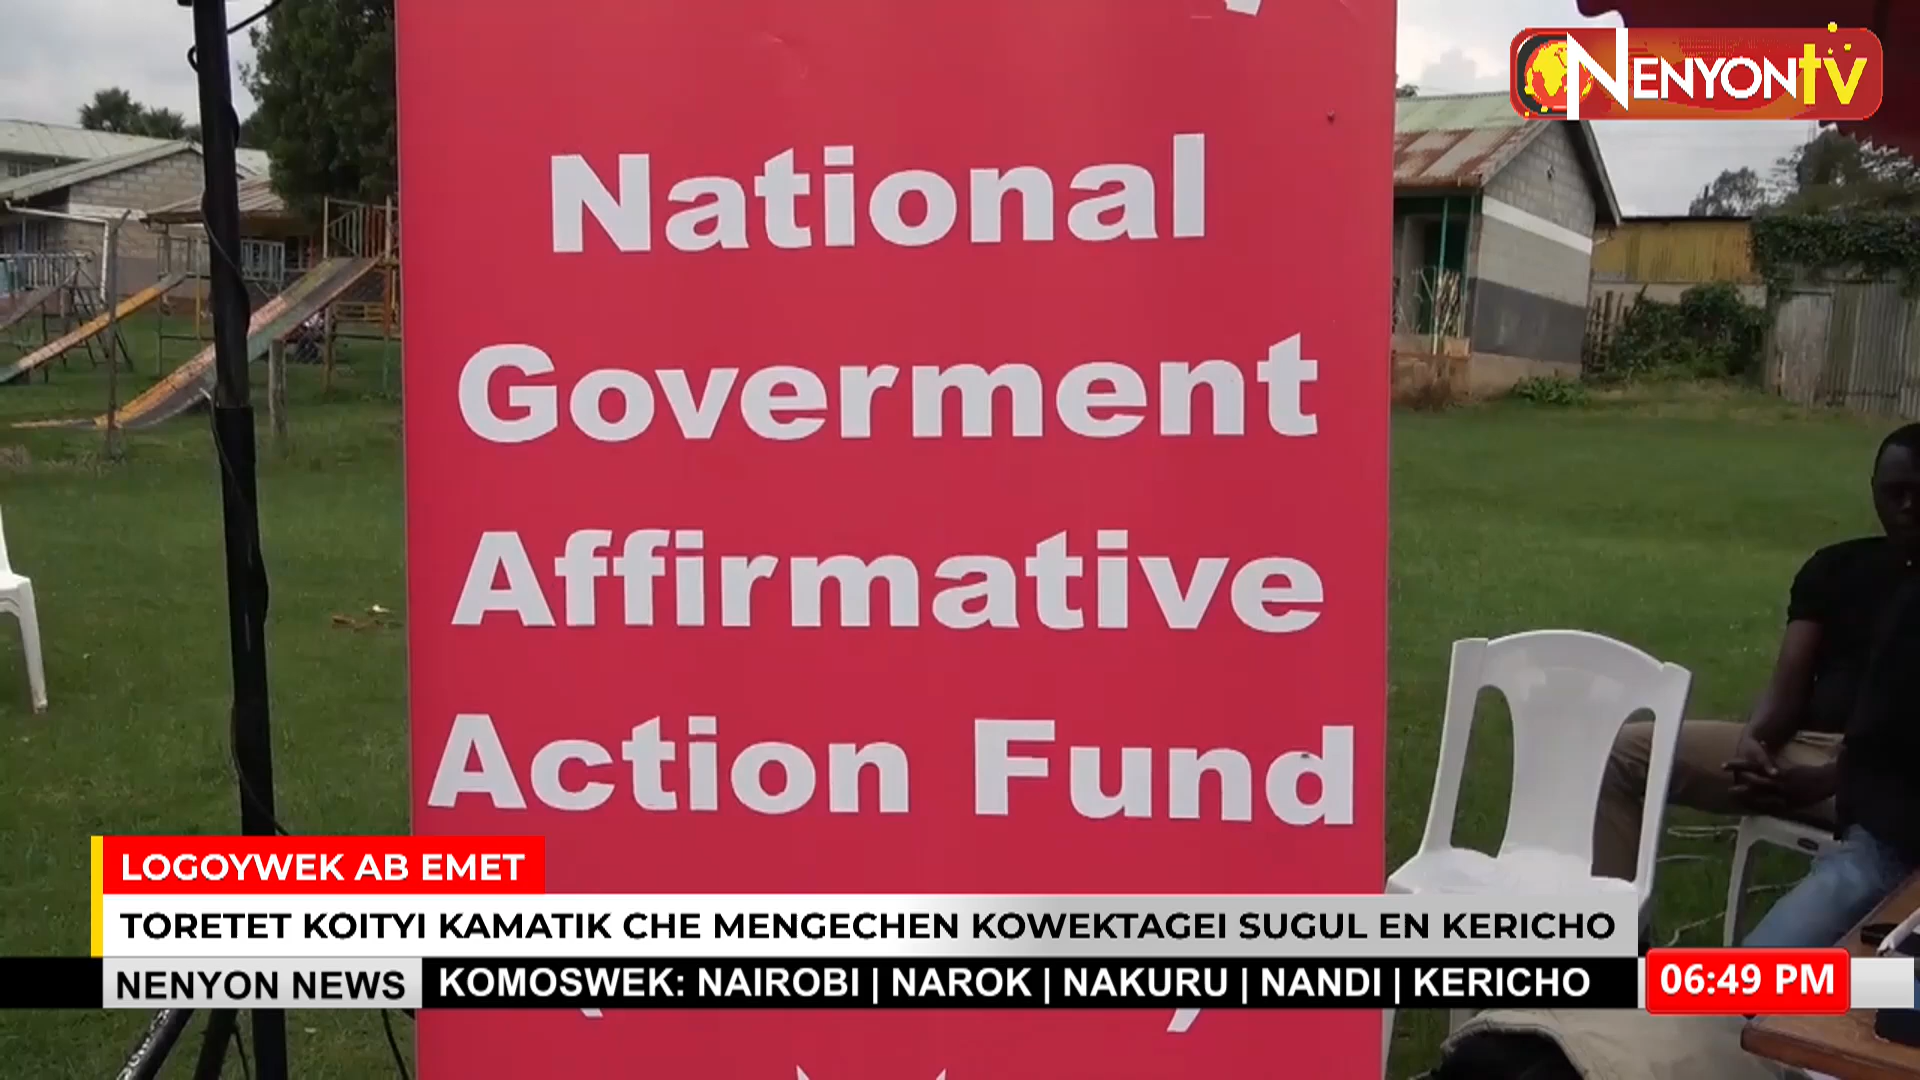 NENYONtv
National
Goverment
Affirmative
Action Fund
LOGOYWEK AB EMET
TORETET KOITYI KAMATIK CHE MENGECHEN KOWEKTAGEI SUGUL EN KERICHO
NENYON NEWS KOMOSWEK: NAIROBI | NAROK | NAKURU | NANDI | KERICHO 06:49 PM